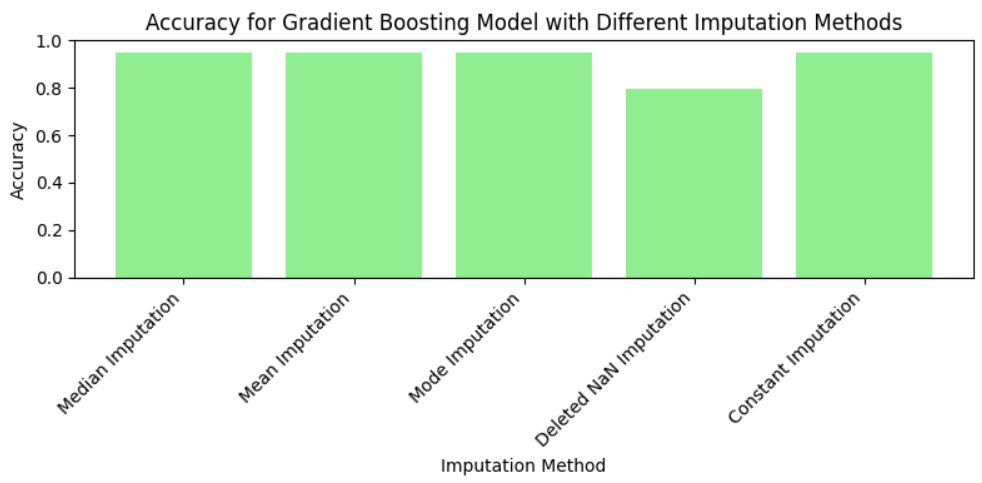 Accuracy for Gradient Boosting Model with Different Imputation Methods
1.0
0.8
0.6
0.4
0.2
0.0
Accuracy
Median Imputation
Mean Imputation
Mode Imputation
Deleted NaN Imputation
Constant Imputation
Imputation Method